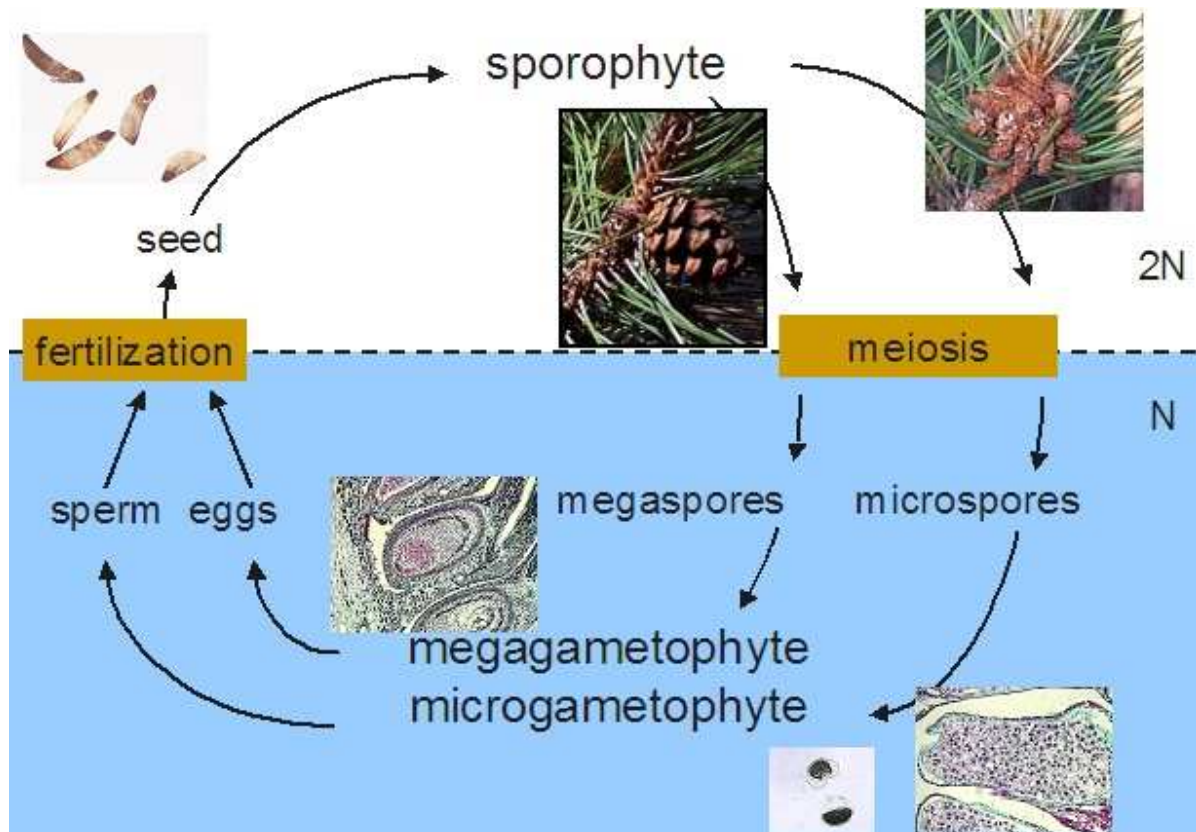 sporophyte
seed
2N
fertilization
meiosis
N
sperm eggs
megaspores microspores
megagametophyte
microgametophyte